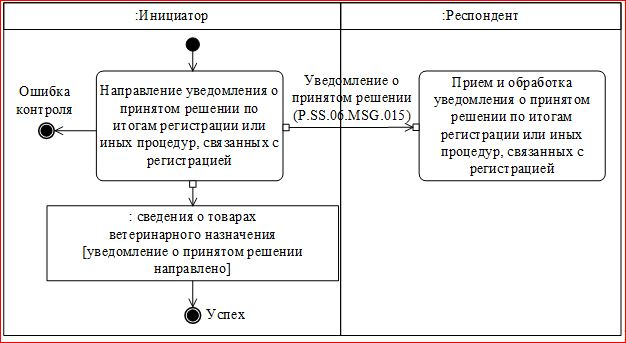 :Инициатор
:Респондент
Ошибка
контроля
Направление уведомления о
принятом решении по
итогам регистрации или
иных процедур, связанных с
регистрацией
Уведомление о
принятом решении
(P.SS.06.MSG.015)
Прием и обработка
уведомления о принятом
решении по итогам
регистрации или иных
процедур, связанных с
регистрацией
: сведения о товарах
ветеринарного назначения
[уведомление о принятом решении
направлено]
Успех